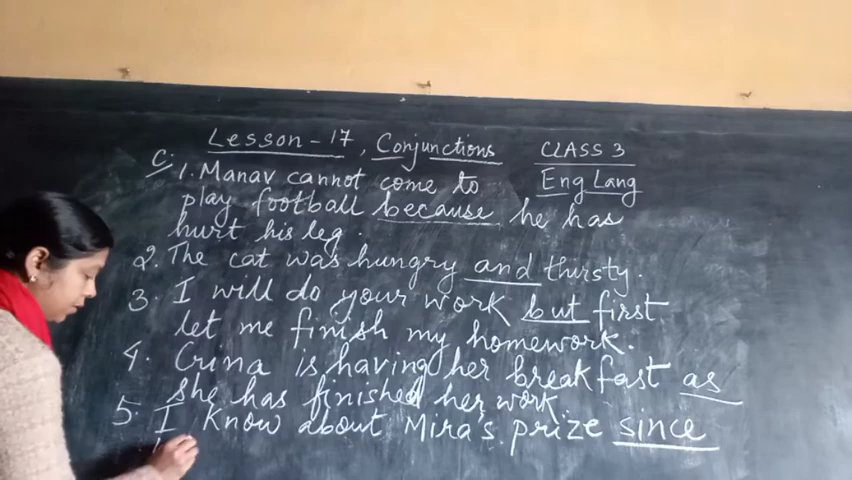 Lesson - 17, Conjunctions
CLASS 3
Eng Lang
C. 1. Manav cannot come to
play football because he has
hurt his leg.
2. The cat was hungry and thirsty.
3. I will do your work but first
let me finish my homework.
4. Crina is having her breakfast as
she has finished her work.
5. I know about Mira's prize since